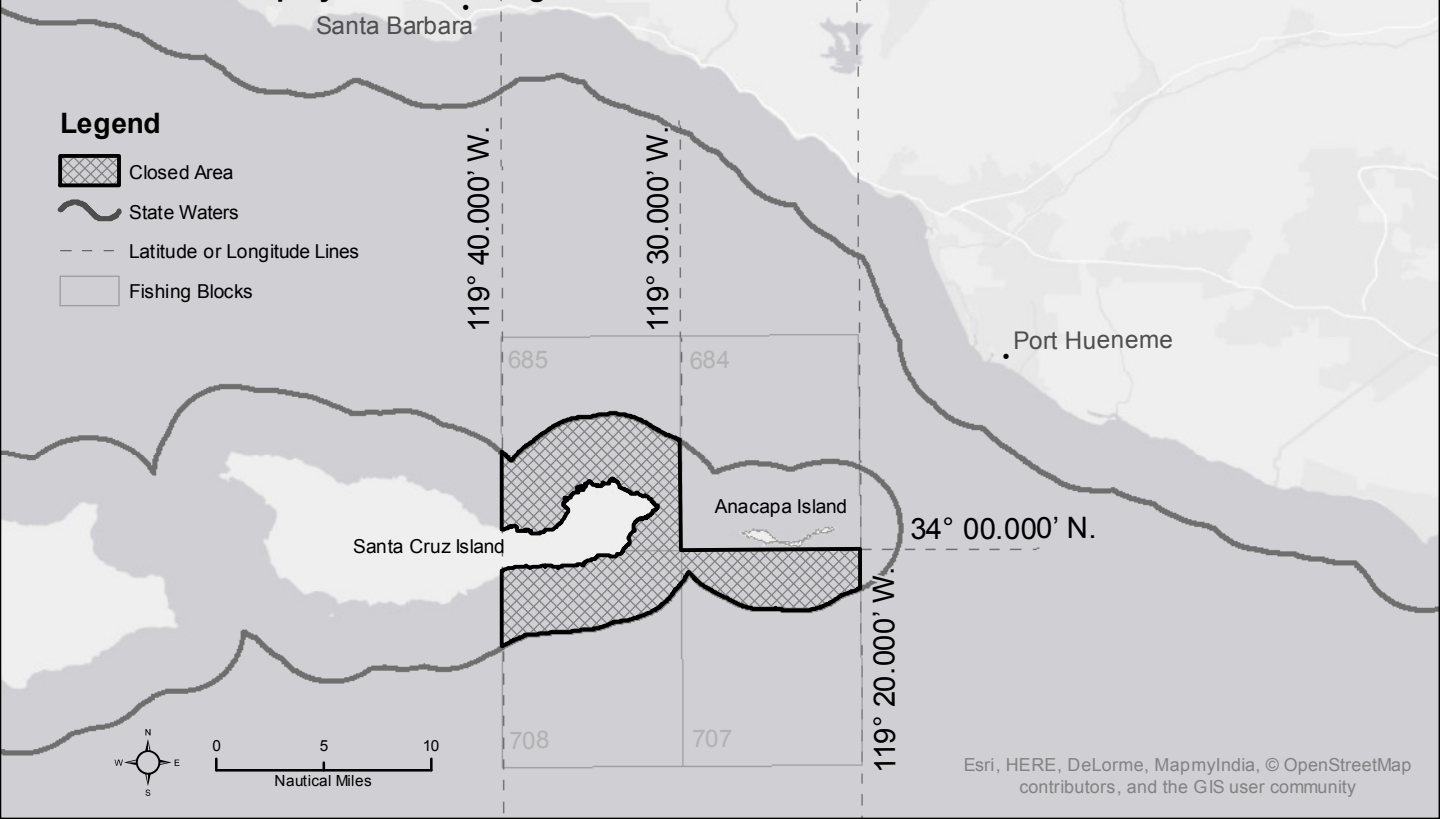 Santa Barbara
Legend
Closed Area
State Waters
Latitude or Longitude Lines
Fishing Blocks
119° 40.000’ W.
119° 30.000’ W.
685
684
Port Hueneme
Anacapa Island
34° 00.000’ N.
Santa Cruz Island
119° 20.000’ W.
708
707
N
W
E
S
0 5 10
Nautical Miles
Esri, HERE, DeLorme, MapmyIndia, © OpenStreetMap
contributors, and the GIS user community